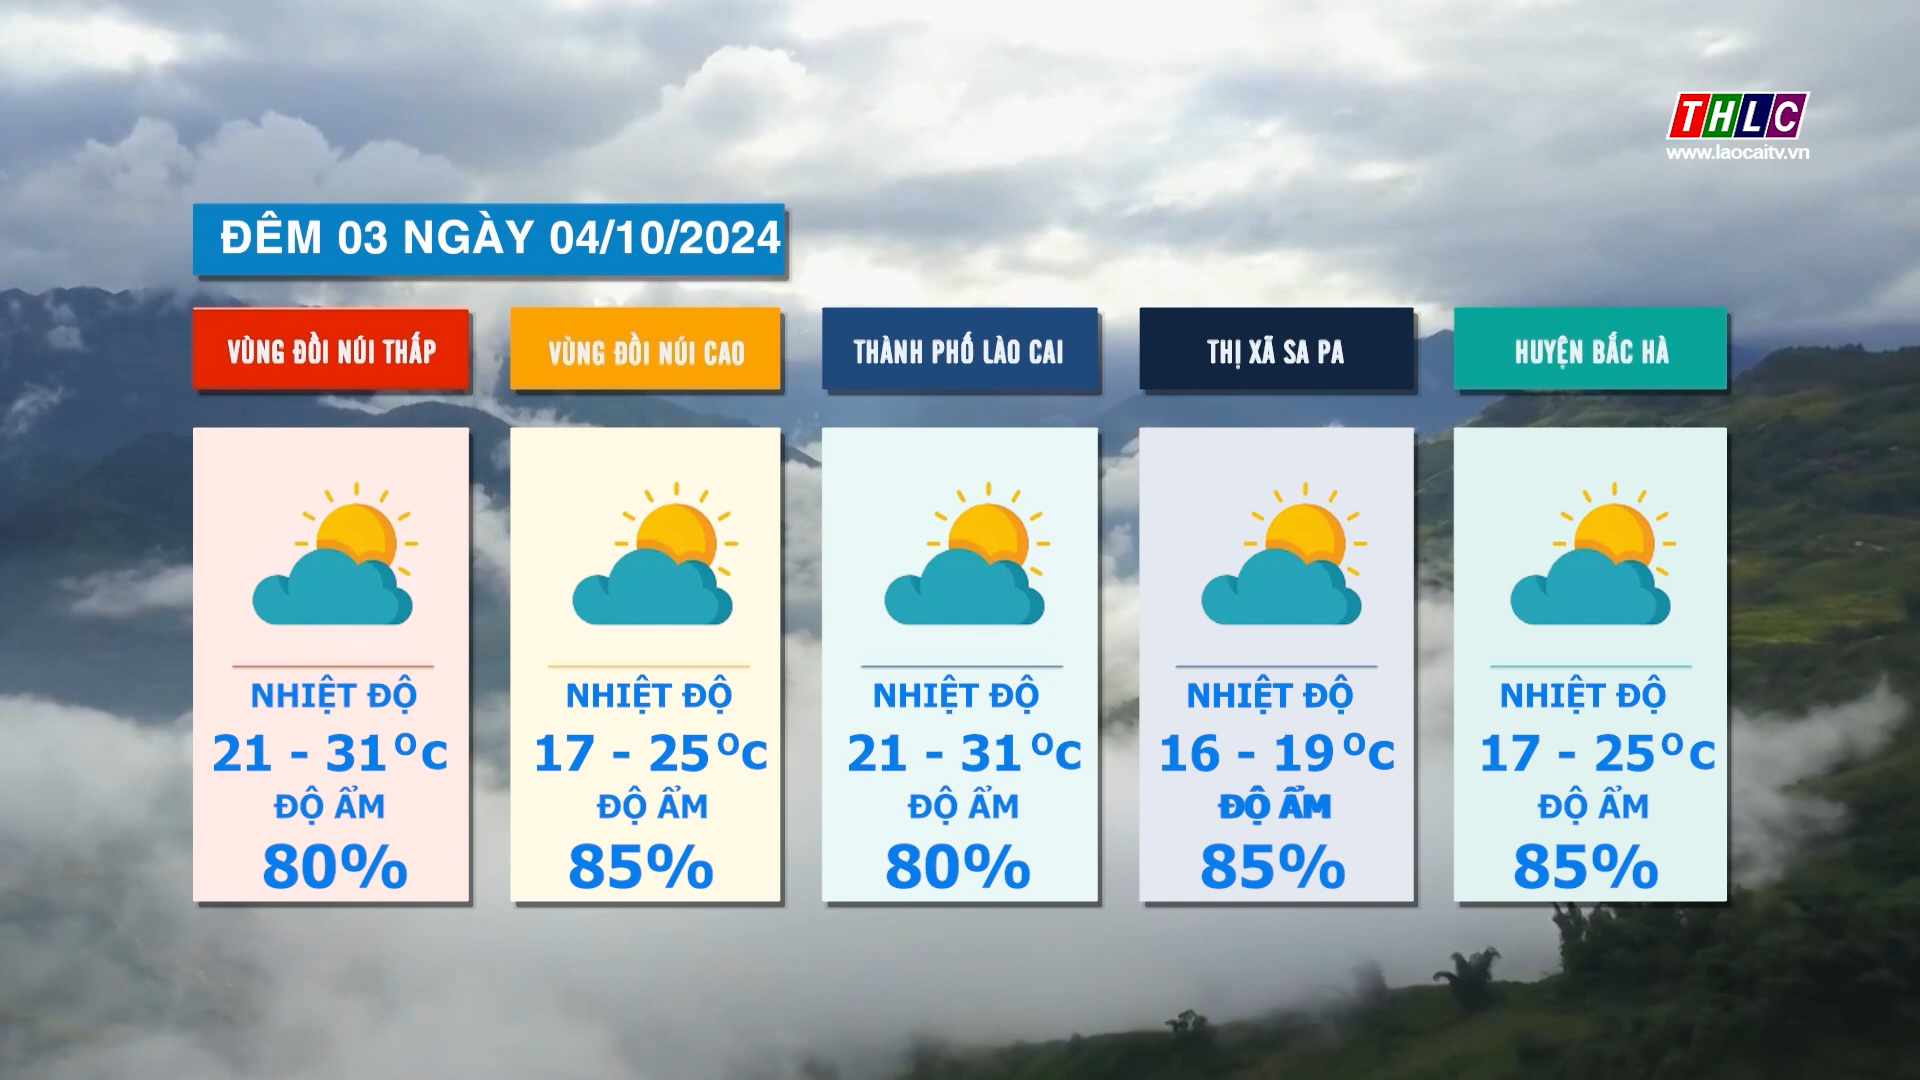 THLC
www.laocaitv.vn
ĐÊM 03 NGÀY 04/10/2024
VÙNG ĐỒI NÚI THẤP
VÙNG ĐỒI NÚI CAO
THÀNH PHỐ LÀO CAI
THỊ XÃ SA PA
HUYỆN BẮC HÀ
NHIỆT ĐỘ
21 - 31°c
ĐỘ ẨM
80%
NHIỆT ĐỘ
17 - 25°c
ĐỘ ẨM
85%
NHIỆT ĐỘ
21 - 31°c
ĐỘ ẨM
80%
NHIỆT ĐỘ
16 - 19°c
ĐỘ ẨM
85%
NHIỆT ĐỘ
17 - 25°c
ĐỘ ẨM
85%